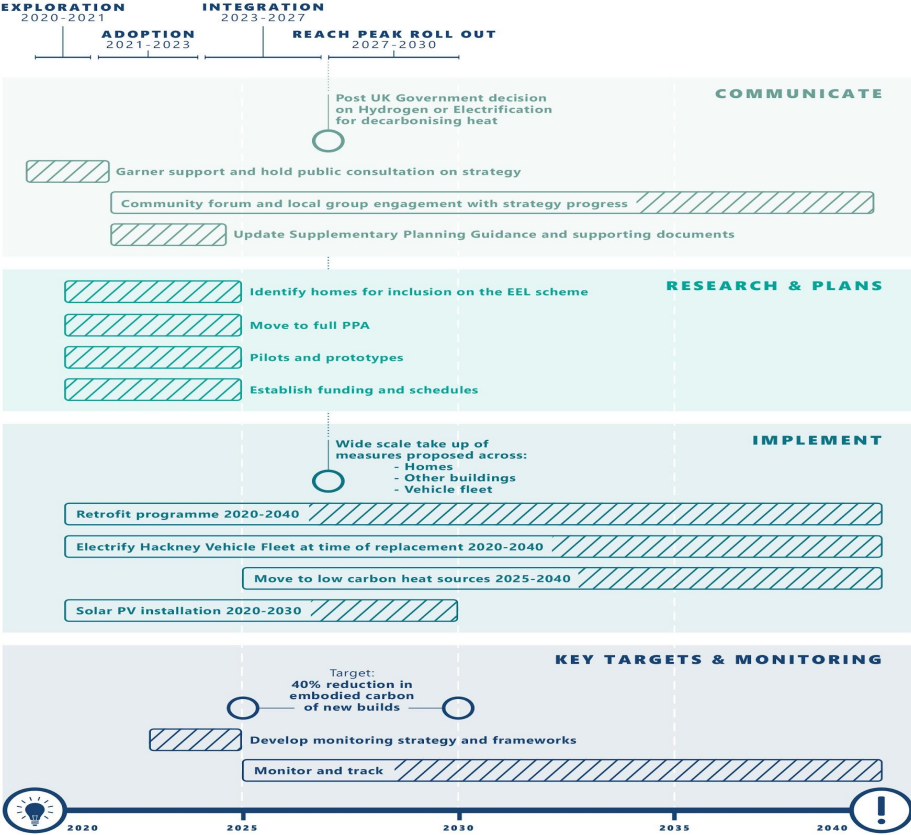 EXPLORATION
2020-2021
INTEGRATION
2023-2027
ADOPTION
2021-2023
REACH PEAK ROLL OUT
2027-2030
COMMUNICATE
Post UK Government decision
on Hydrogen or Electrification
for decarbonising heat
Garner support and hold public consultation on strategy
Community forum and local group engagement with strategy progress
Update Supplementary Planning Guidance and supporting documents
RESEARCH & PLANS
Identify homes for inclusion on the EEL scheme
Move to full PPA
Pilots and prototypes
Establish funding and schedules
IMPLEMENT
Wide scale take up of
measures proposed across:
- Homes
- Other buildings
- Vehicle fleet
Retrofit programme 2020-2040
Electrify Hackney Vehicle Fleet at time of replacement 2020-2040
Move to low carbon heat sources 2025-2040
Solar PV installation 2020-2030
KEY TARGETS & MONITORING
Target:
40% reduction in
embodied carbon
of new builds
Develop monitoring strategy and frameworks
Monitor and track
!
2020 2025 2030 2035 2040